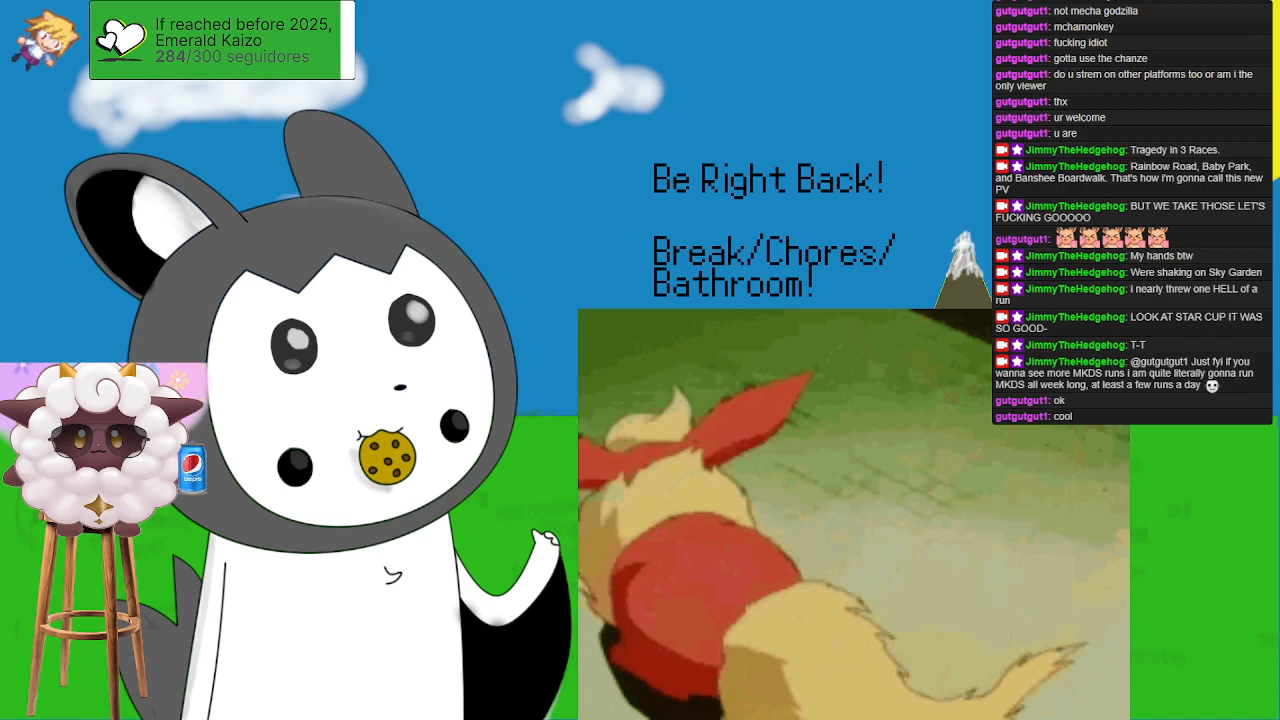 If reached before 2025,
Emerald Kaizo
284/300 seguidores
Be Right Back!
Break/Chores/
Bathroom!
bepis
gutgutgut1: not mecha godzilla
gutgutgut1: mchamonkey
gutgutgut1: fucking idiot
gutgutgut1: gotta use the chanze
gutgutgut1: do u strem on other platforms too or am i the
only viewer
gutgutgut1: thx
gutgutgut1: ur welcome
gutgutgut1: u are
JimmyTheHedgehog: Tragedy in 3 Races.
JimmyTheHedgehog: Rainbow Road, Baby Park,
and Banshee Boardwalk. That's how i'm gonna call this new
PV
JimmyTheHedgehog: BUT WE TAKE THOSE LET'S
FUCKING GOOOOO
gutgutgut1:
JimmyTheHedgehog: My hands btw
JimmyTheHedgehog: Were shaking on Sky Garden
JimmyTheHedgehog: i nearly threw one HELL of a
run
JimmyTheHedgehog: LOOK AT STAR CUP IT WAS
SO GOOD-
JimmyTheHedgehog: T-T
JimmyTheHedgehog: @gutgutgut1 Just fyi if you
wanna see more MKDS runs i am quite literally gonna run
MKDS all week long, at least a few runs a day
gutgutgut1: ok
gutgutgut1: cool